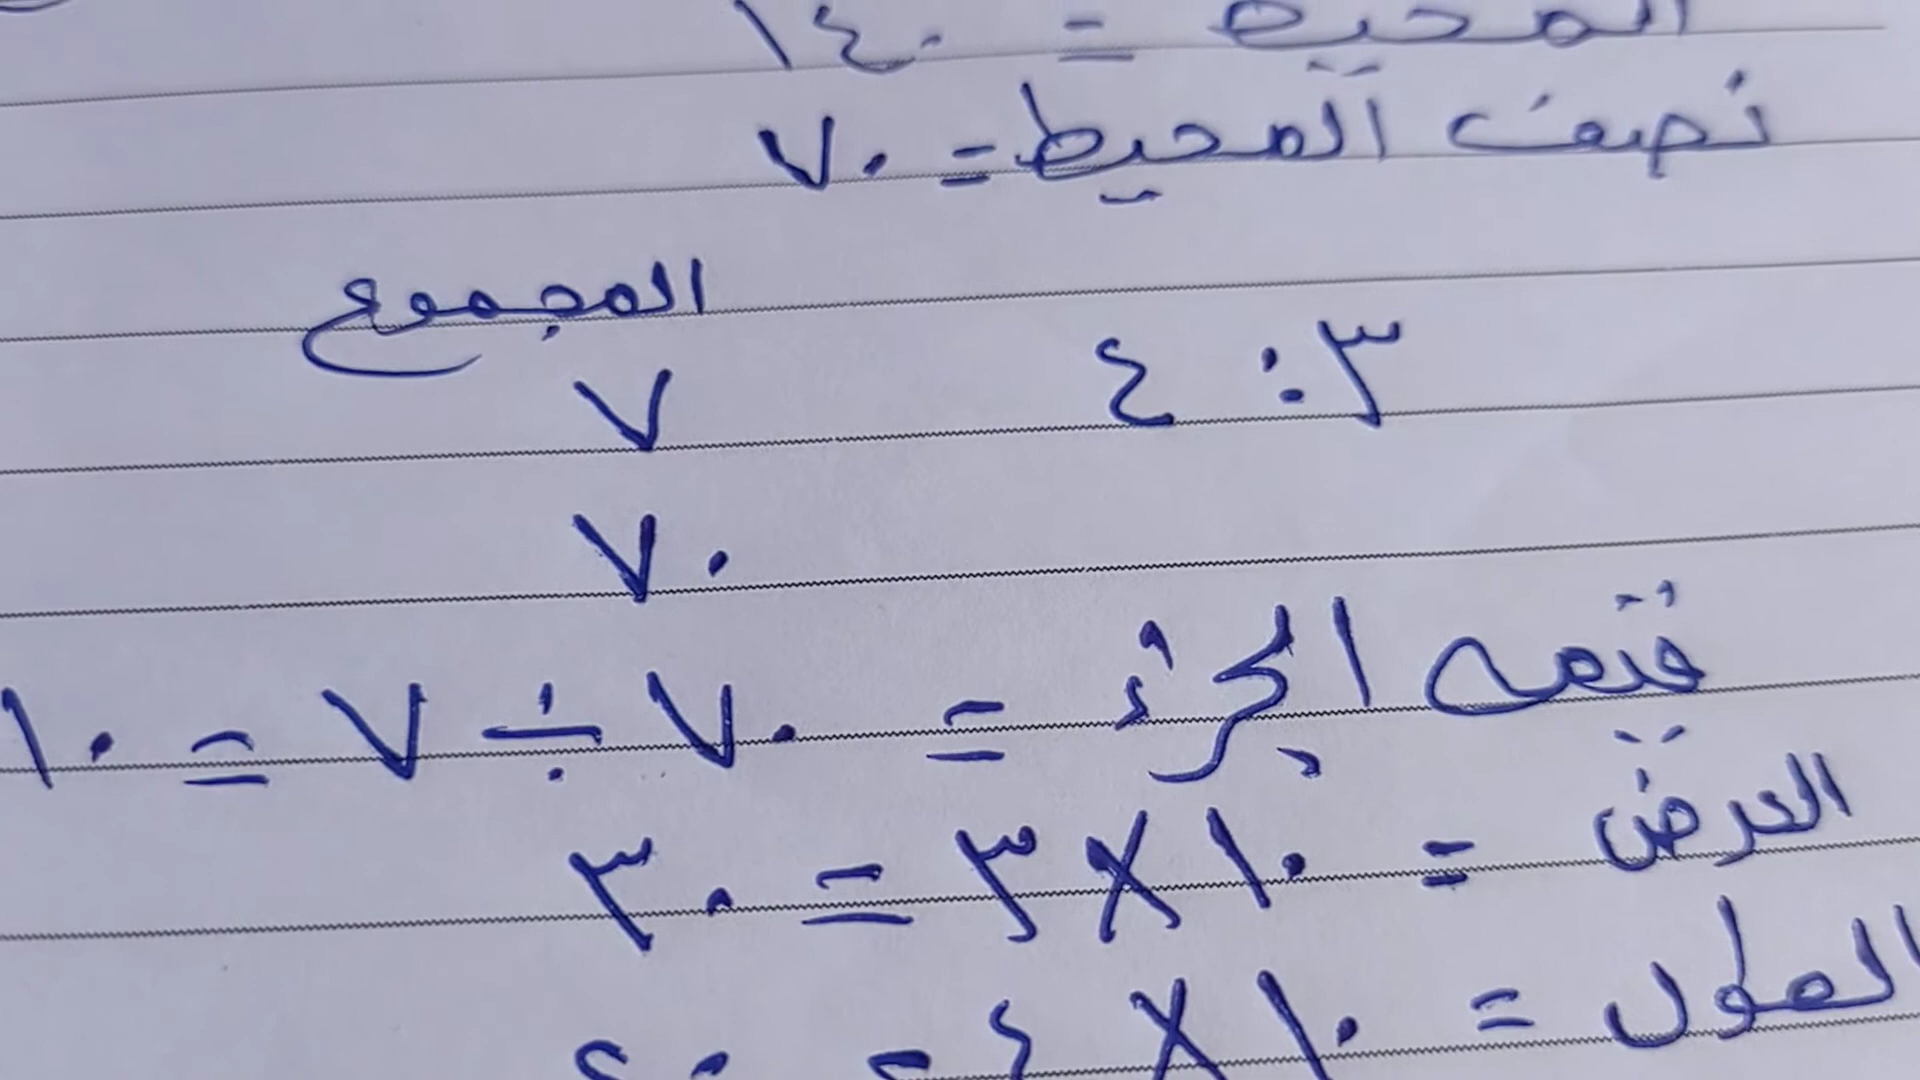 المحيط = ١٤٠
نصف المحيط = ٧٠
المجموع
٣ : ٤ ٧
٧٠
قيمه الجزء = ٧٠ ÷ ٧ = ١٠
العرض = ١٠ × ٣ = ٣٠
الطول = ١٠ × ٤ = ٤٠